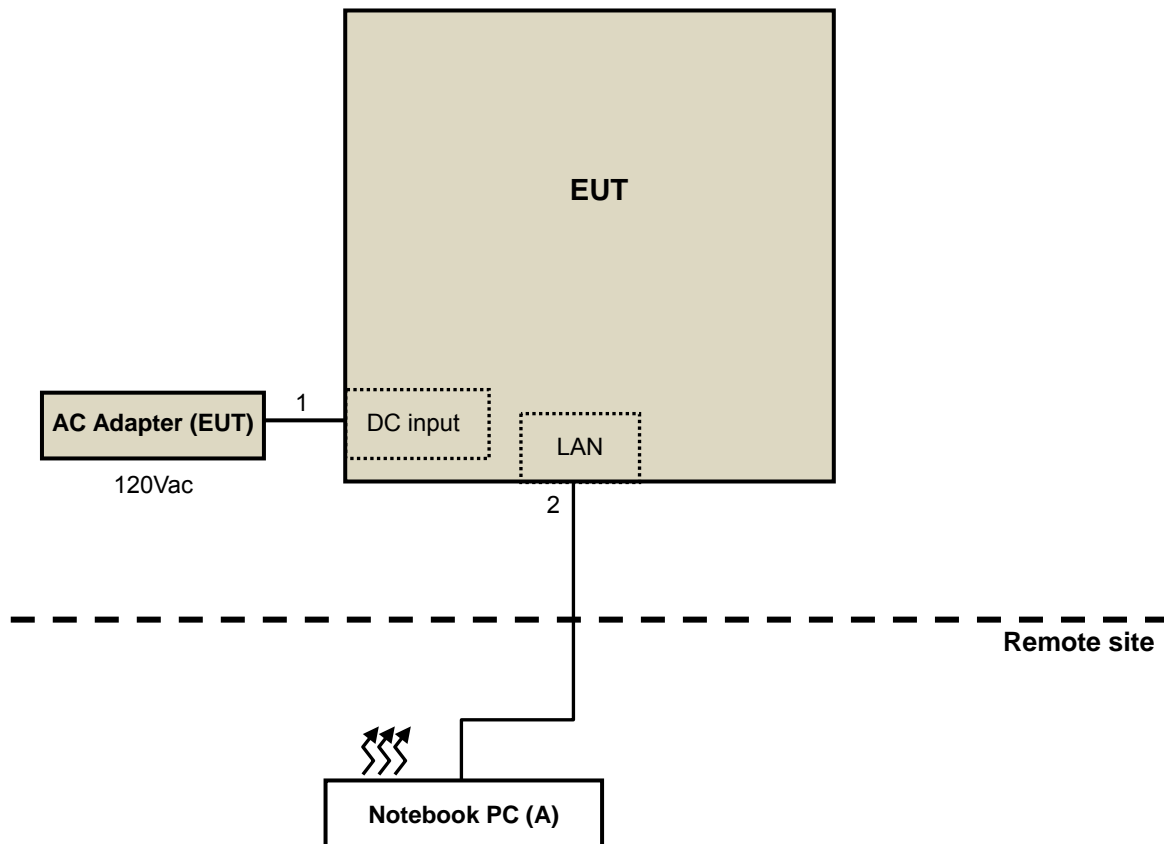 EUT
1
AC Adapter (EUT)
DC input
LAN
120Vac
2
Remote site
Notebook PC (A)